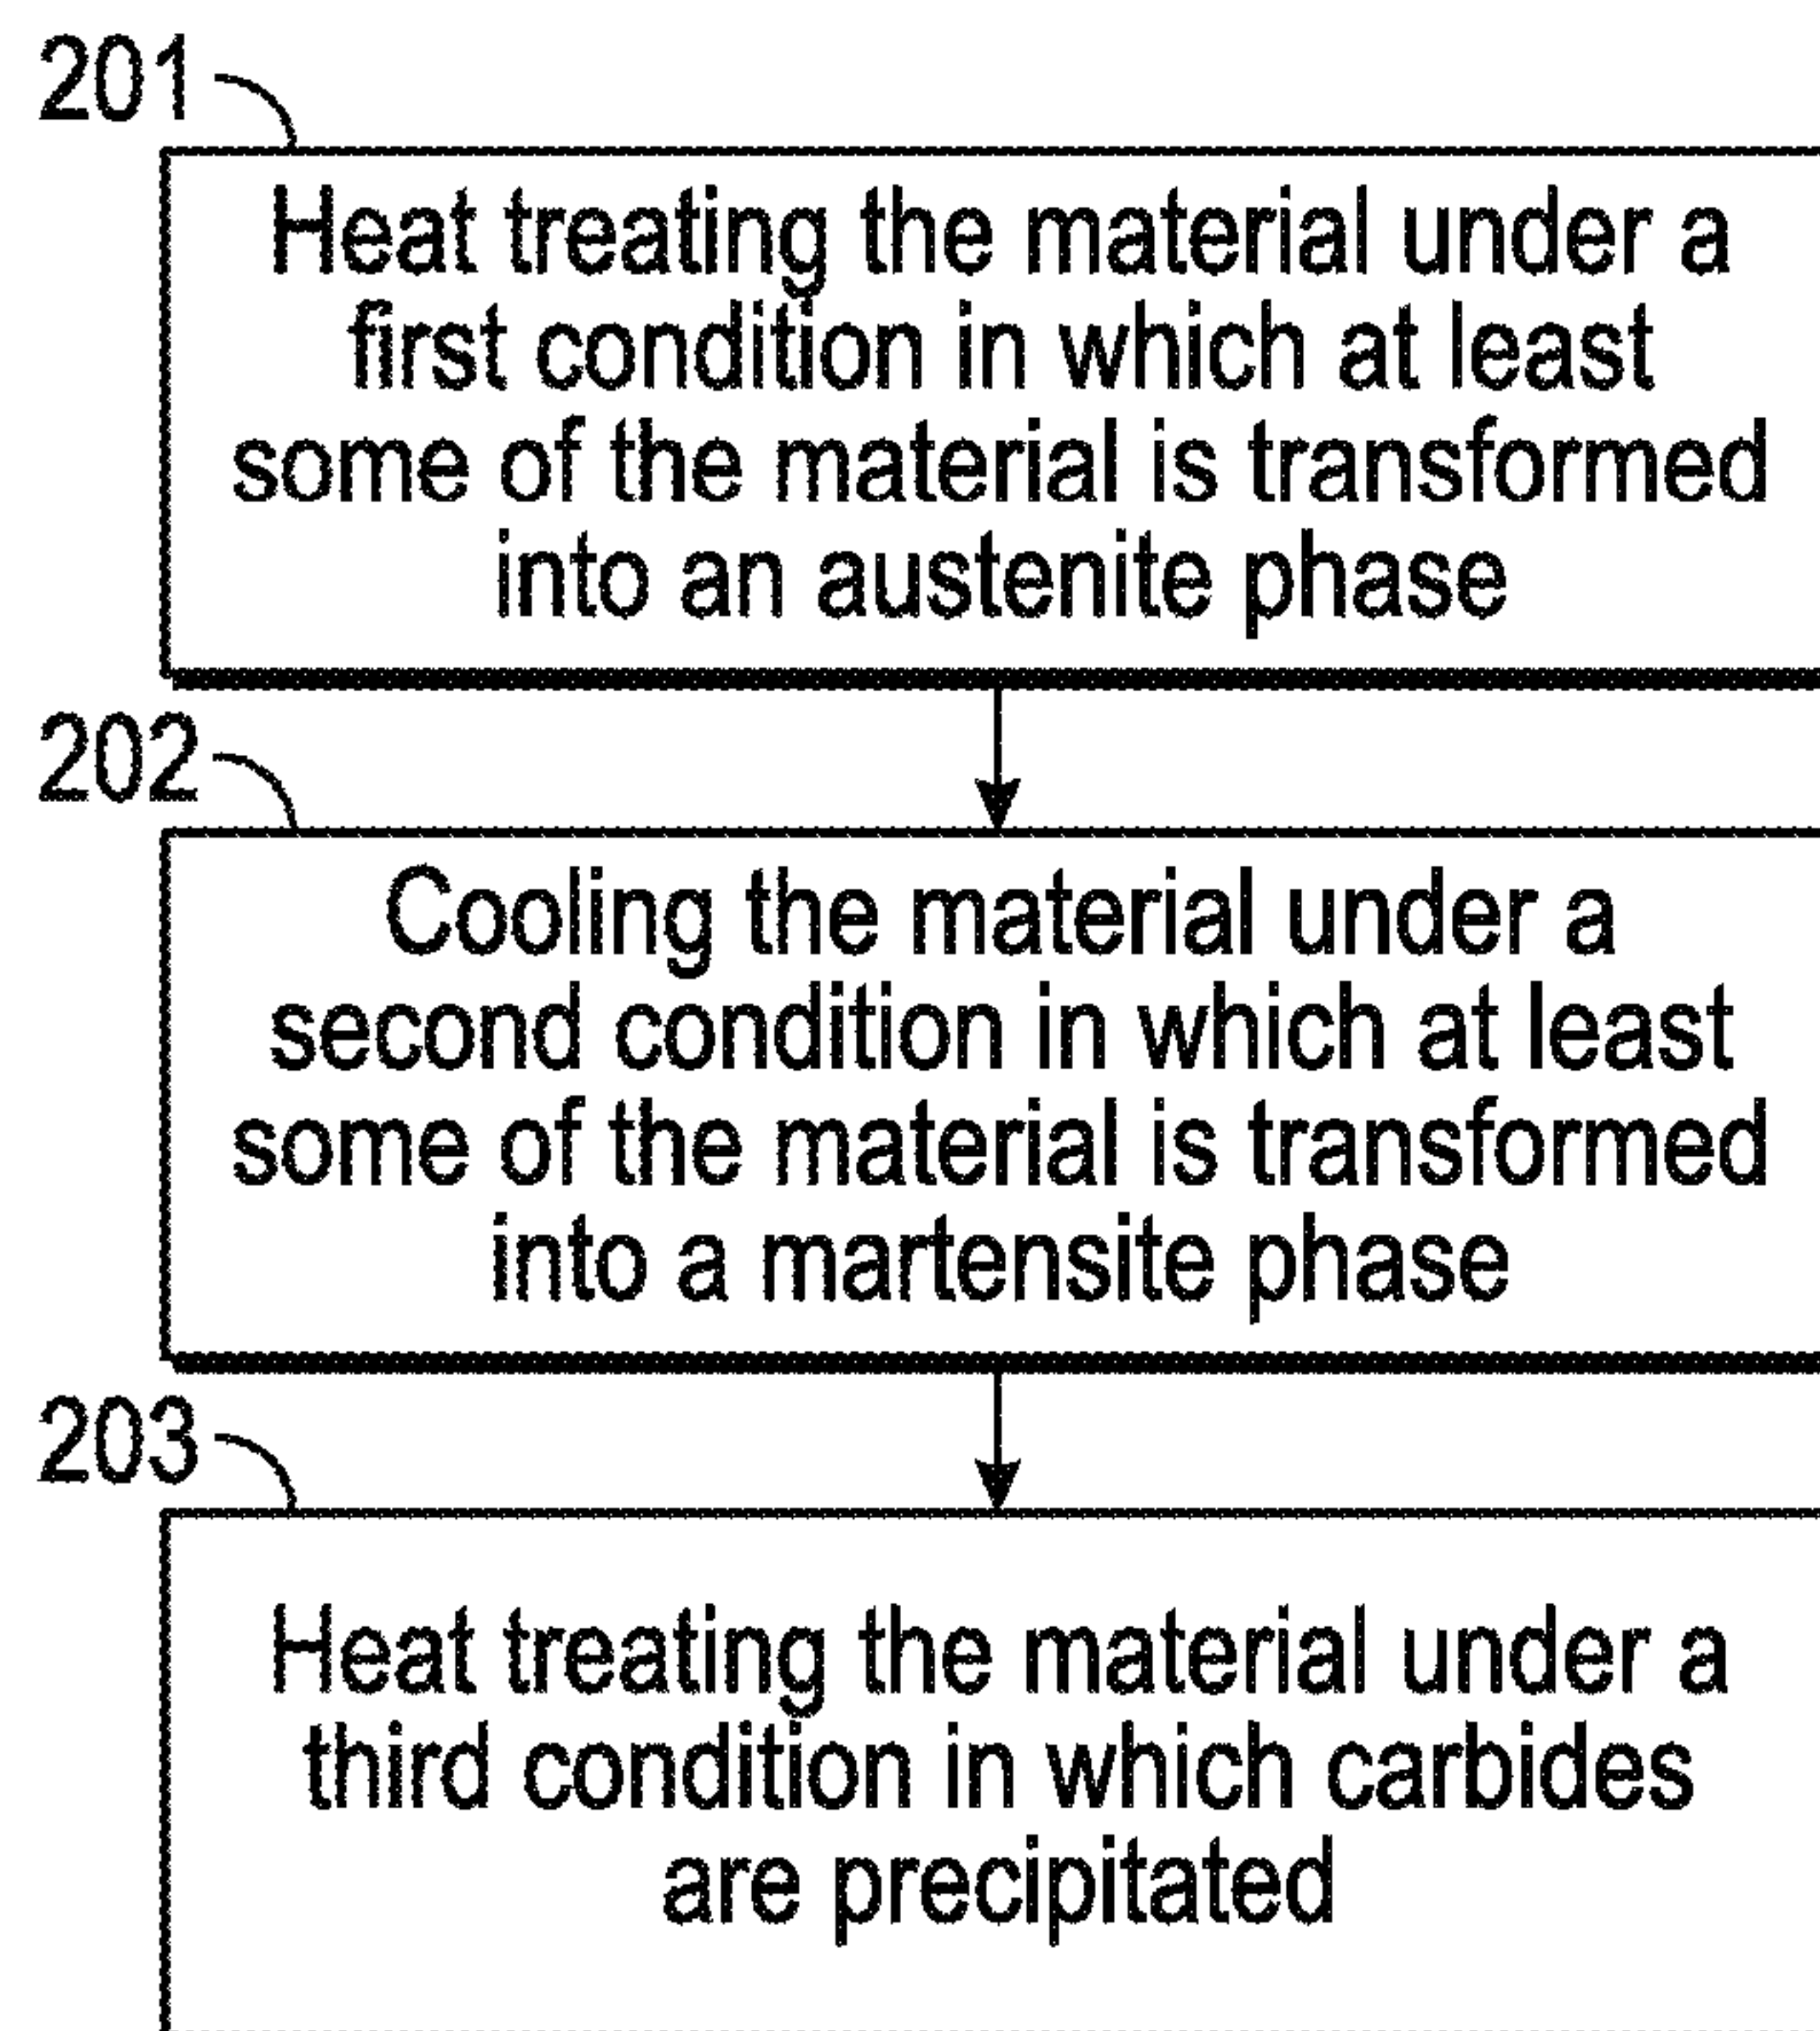 201
Heat treating the material under a
first condition in which at least
some of the material is transformed
into an austenite phase
202
Cooling the material under a
second condition in which at least
some of the material is transformed
into a martensite phase
203
Heat treating the material under a
third condition in which carbides
are precipitated